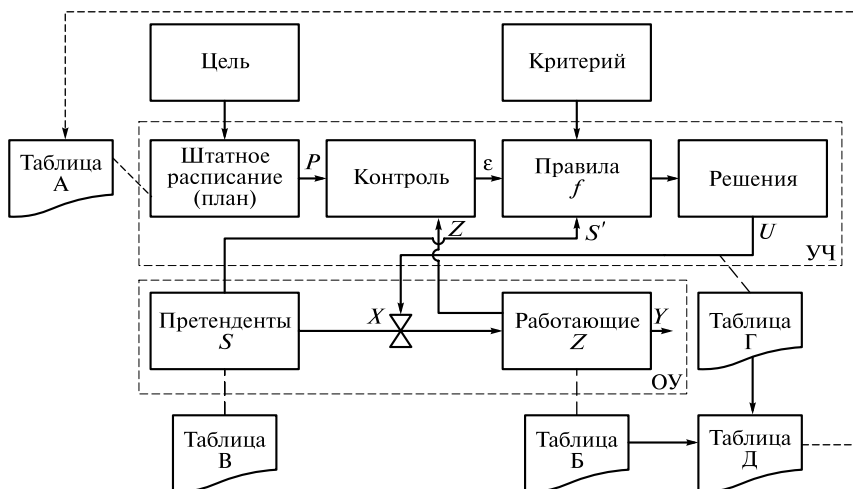 Цель
Критерий
Таблица
А
Штатное
расписание
(план)
P
Контроль
ε
Правила
f
Решения
Z
S′
U
УЧ
Претенденты
S
X
Работающие
Z
Y
ОУ
Таблица
Г
Таблица
В
Таблица
Б
Таблица
Д